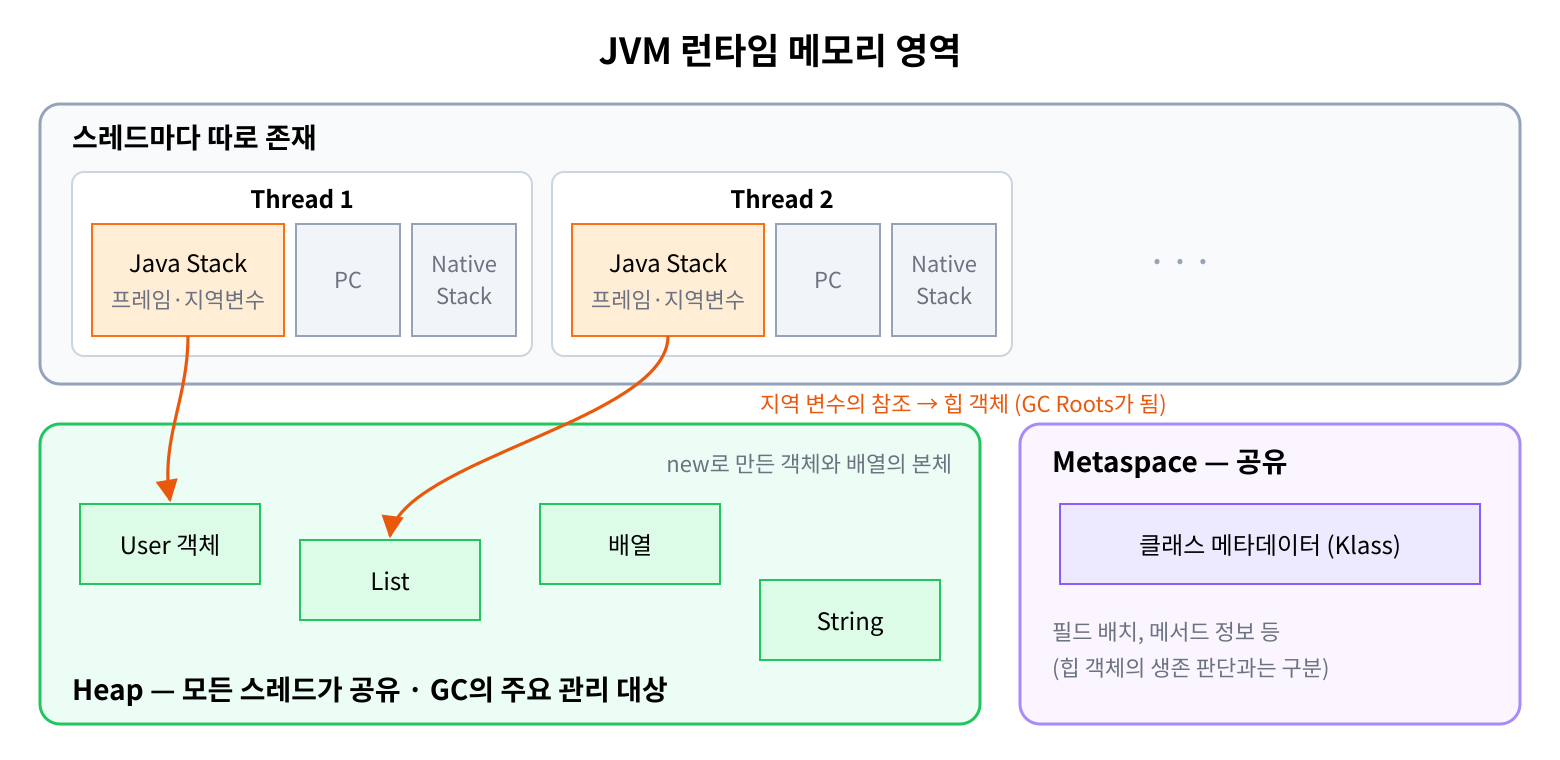 JVM 런타임 메모리 영역
스레드마다 따로 존재
Thread 1
Java Stack
프레임·지역변수
PC
Native
Stack
Thread 2
Java Stack
프레임·지역변수
PC
Native
Stack
· · ·
지역 변수의 참조 → 힙 객체 (GC Roots가 됨)
new로 만든 객체와 배열의 본체
User 객체
List
배열
String
Heap — 모든 스레드가 공유 · GC의 주요 관리 대상
Metaspace — 공유
클래스 메타데이터 (Klass)
필드 배치, 메서드 정보 등
(힙 객체의 생존 판단과는 구분)